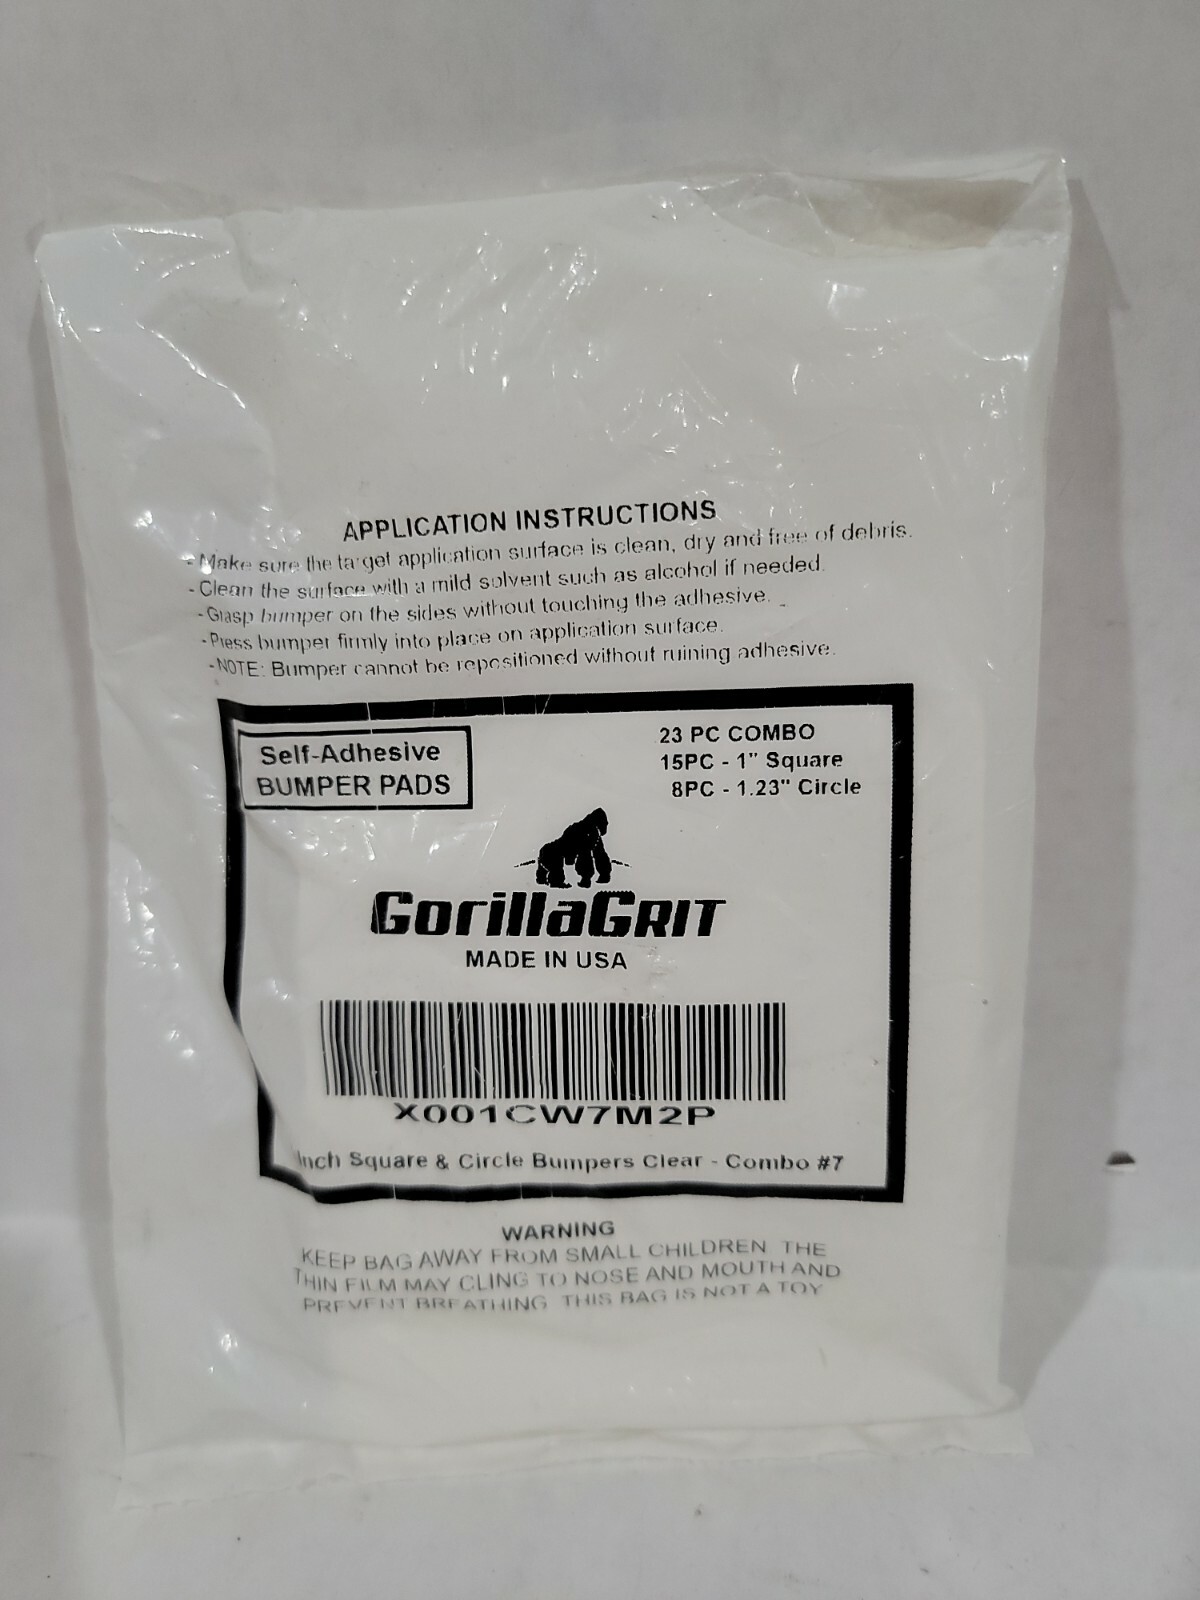 APPLICATION INSTRUCTIONS
-Make sure the target application surface is clean, dry and free of debris.
-Clean the surface with a mild solvent such as alcohol if needed.
-Grasp bumper on the sides without touching the adhesive.
-Press bumper firmly into place on application surface.
-NOTE: Bumper cannot be repositioned without ruining adhesive.
Self-Adhesive
BUMPER PADS
23 PC COMBO
15PC - 1" Square
8PC - 1.23" Circle
GorillaGRIT
MADE IN USA
X001CW7M2P
Inch Square & Circle Bumpers Clear - Combo #7
WARNING
KEEP BAG AWAY FROM SMALL CHILDREN THE
THIN FILM MAY CLING TO NOSE AND MOUTH AND
PREVENT BREATHING THIS BAG IS NOT A TOY